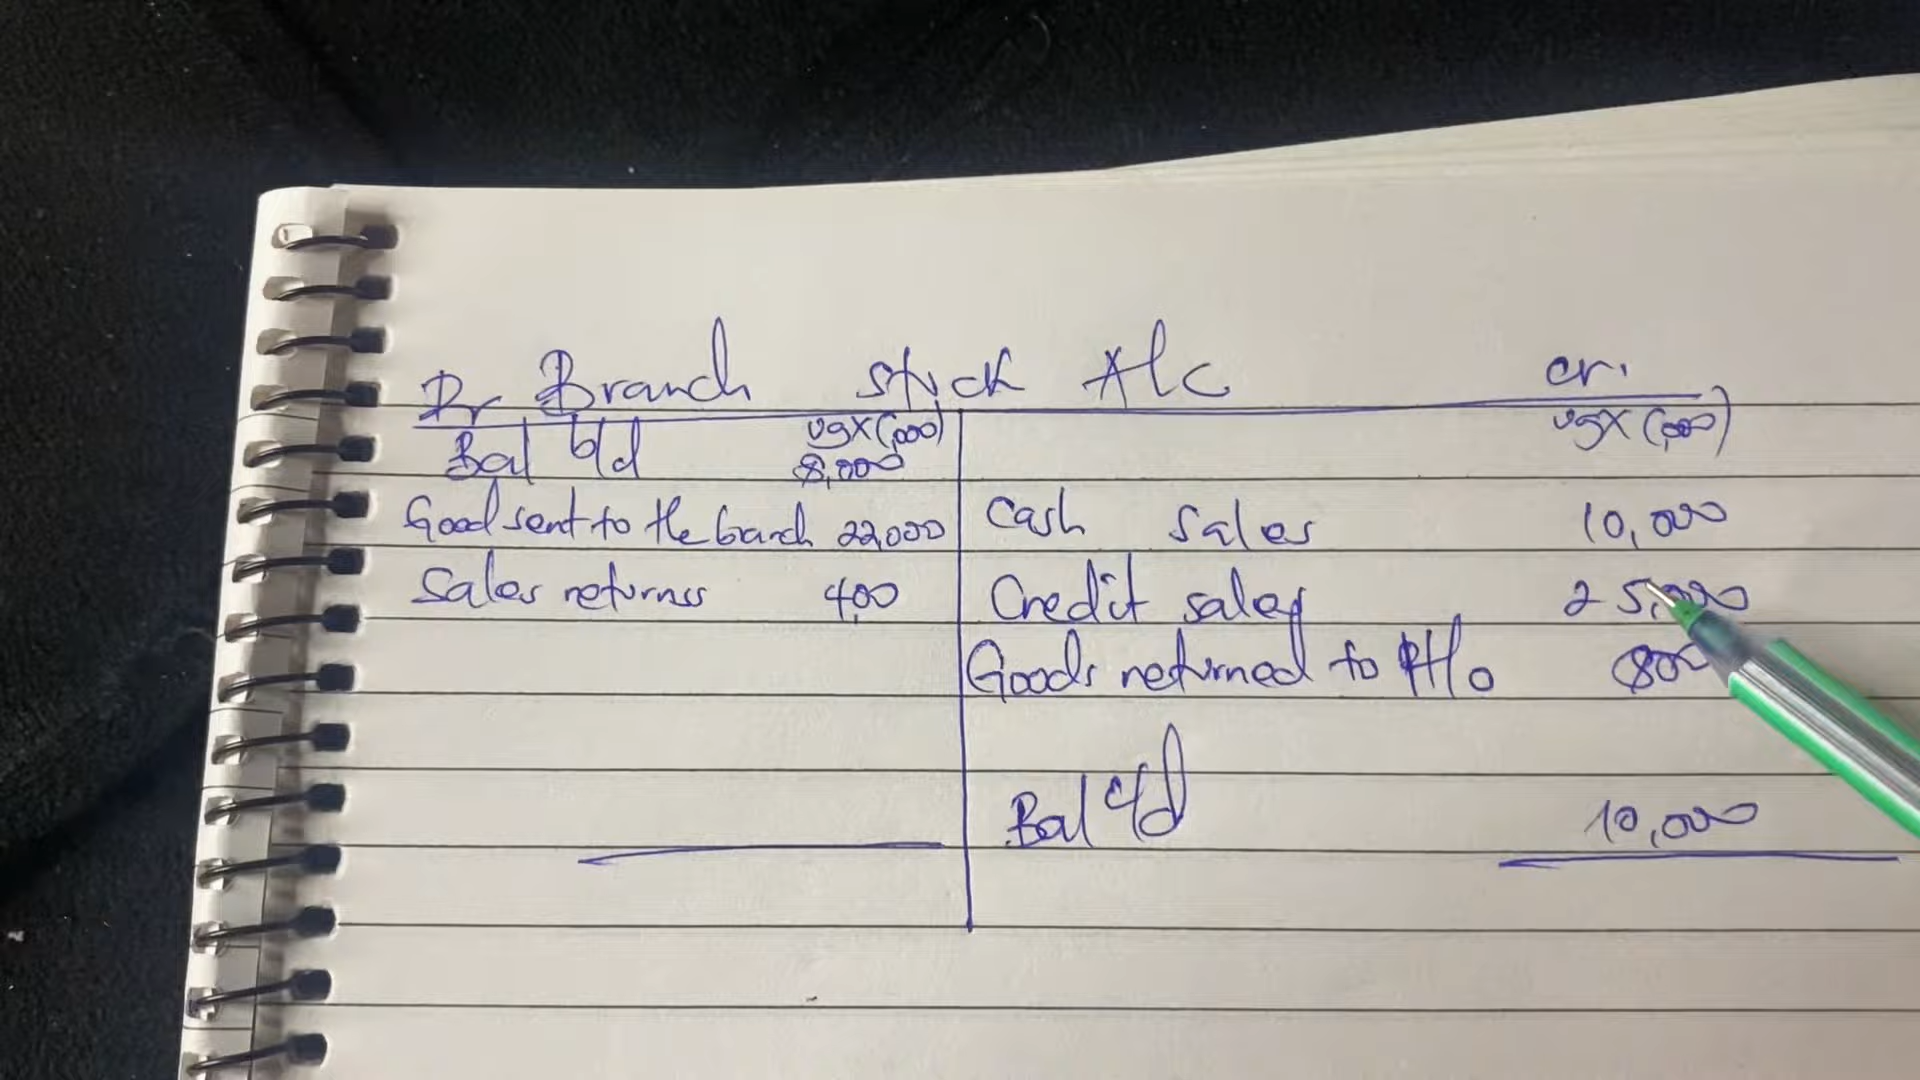 Dr Branch stock A/c cr.
ugx(,000) ugx(,000)
Bal b/d 8,000
Good sent to the barch 22,000 Cash sales 10,000
Sales returns 400 Credit sales 25,000
Goods returned to H/o 800
Bal c/d 10,000